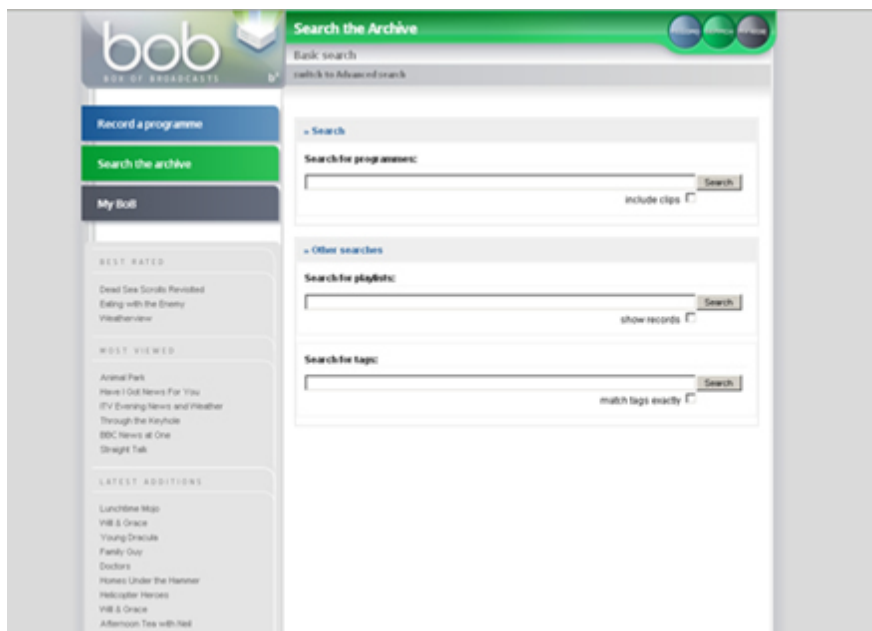 bob
BOX OF BROADCASTS
b²
Search the Archive
SEARCH
Basic search
switch to Advanced search
Record a programme
Search the archive
My BoB
» Search
Search for programmes:
Search
include clips
» Other searches
Search for playlists:
Search
show records
Search for tags:
Search
match tags exactly
BEST RATED
Dead Sea Scrolls Revisited
Eating with the Enemy
Weatherview
MOST VIEWED
Animal Park
Have I Got News For You
ITV Evening News and Weather
Through the Keyhole
BBC News at One
Straight Talk
LATEST ADDITIONS
Lunchtime Mojo
Will & Grace
Young Dracula
Family Guy
Doctors
Homes Under the Hammer
Helicopter Heroes
Will & Grace
Afternoon Tea with Neil